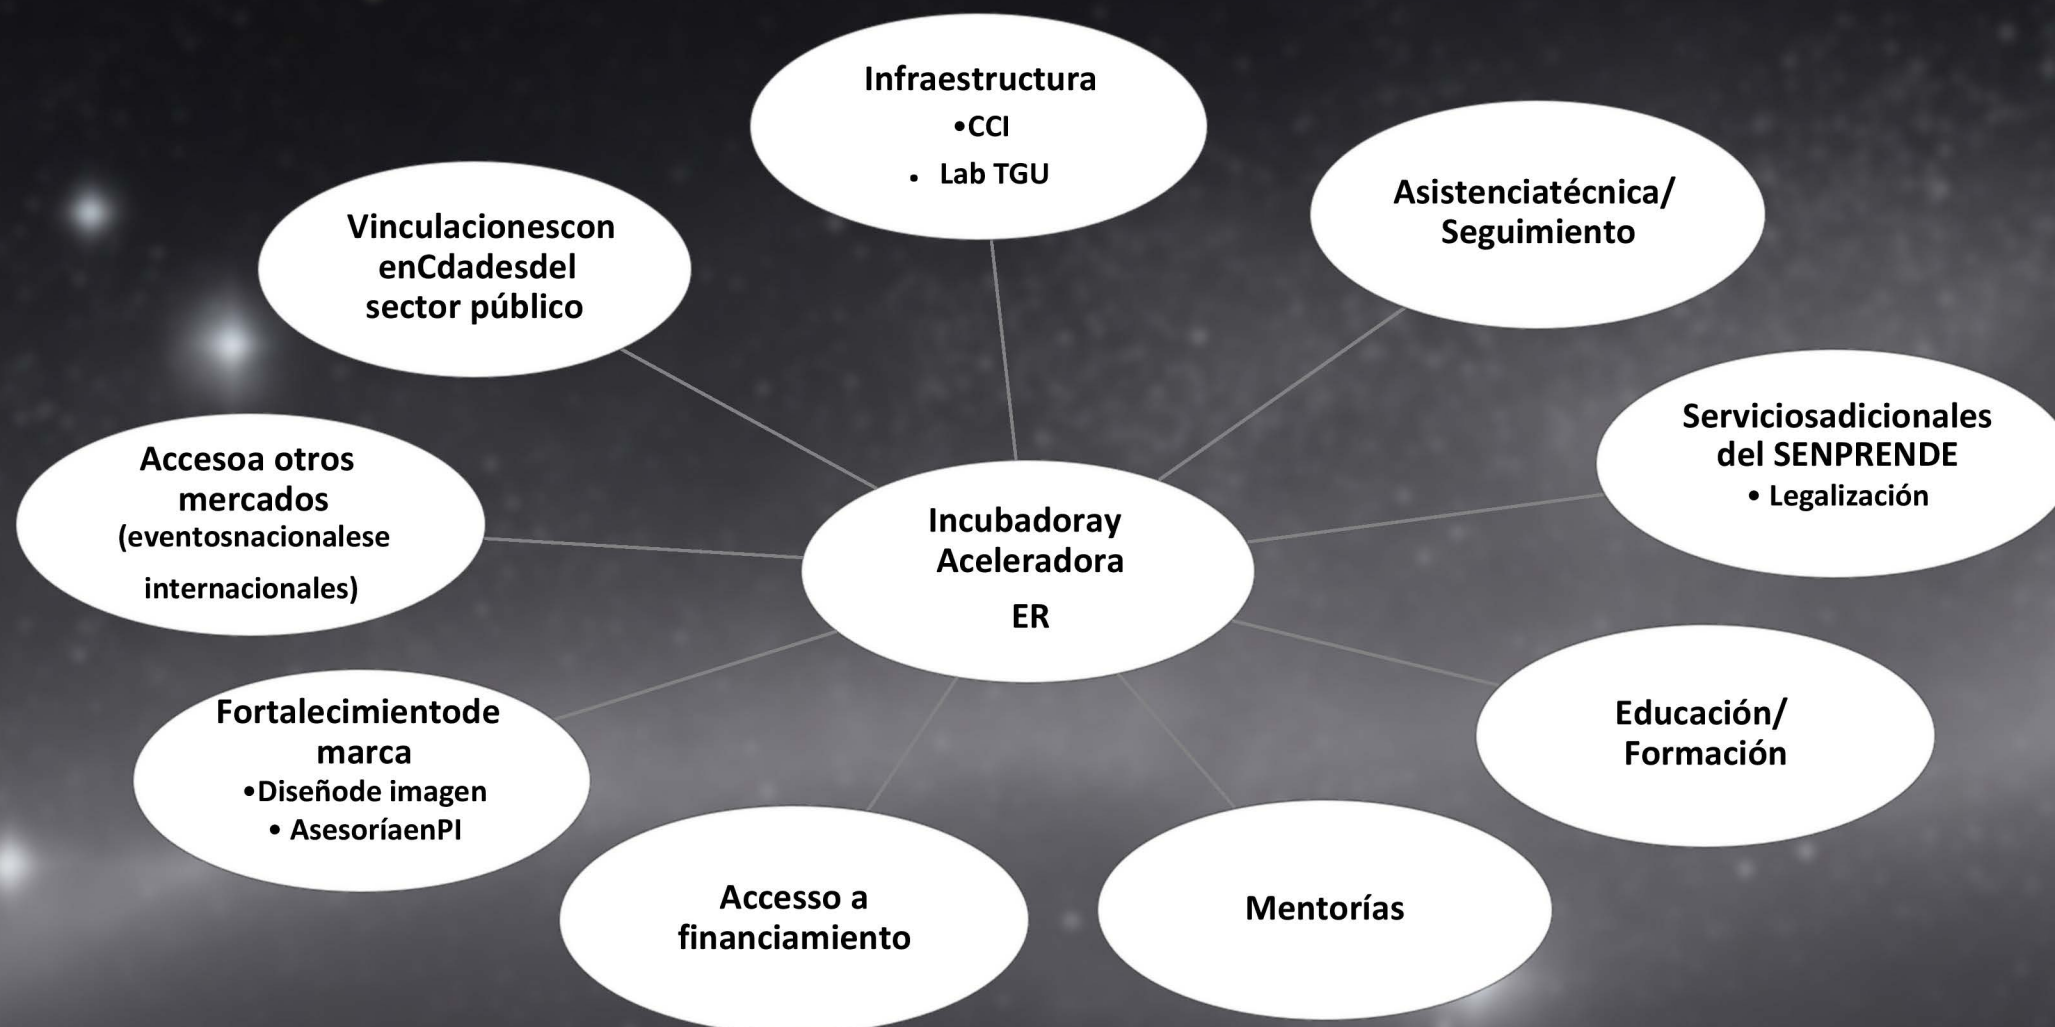 Infraestructura
•CCI
• Lab TGU
Asistenciatécnica/
Seguimiento
Vinculacionescon
enCdadesdel
sector público
Serviciosadicionales
del SENPRENDE
• Legalización
Accesoa otros
mercados
(eventosnacionalese
internacionales)
Incubadoray
Aceleradora
ER
Fortalecimientode
marca
•Diseñode imagen
• AsesoríaenPI
Educación/
Formación
Accesso a
financiamiento
Mentorías